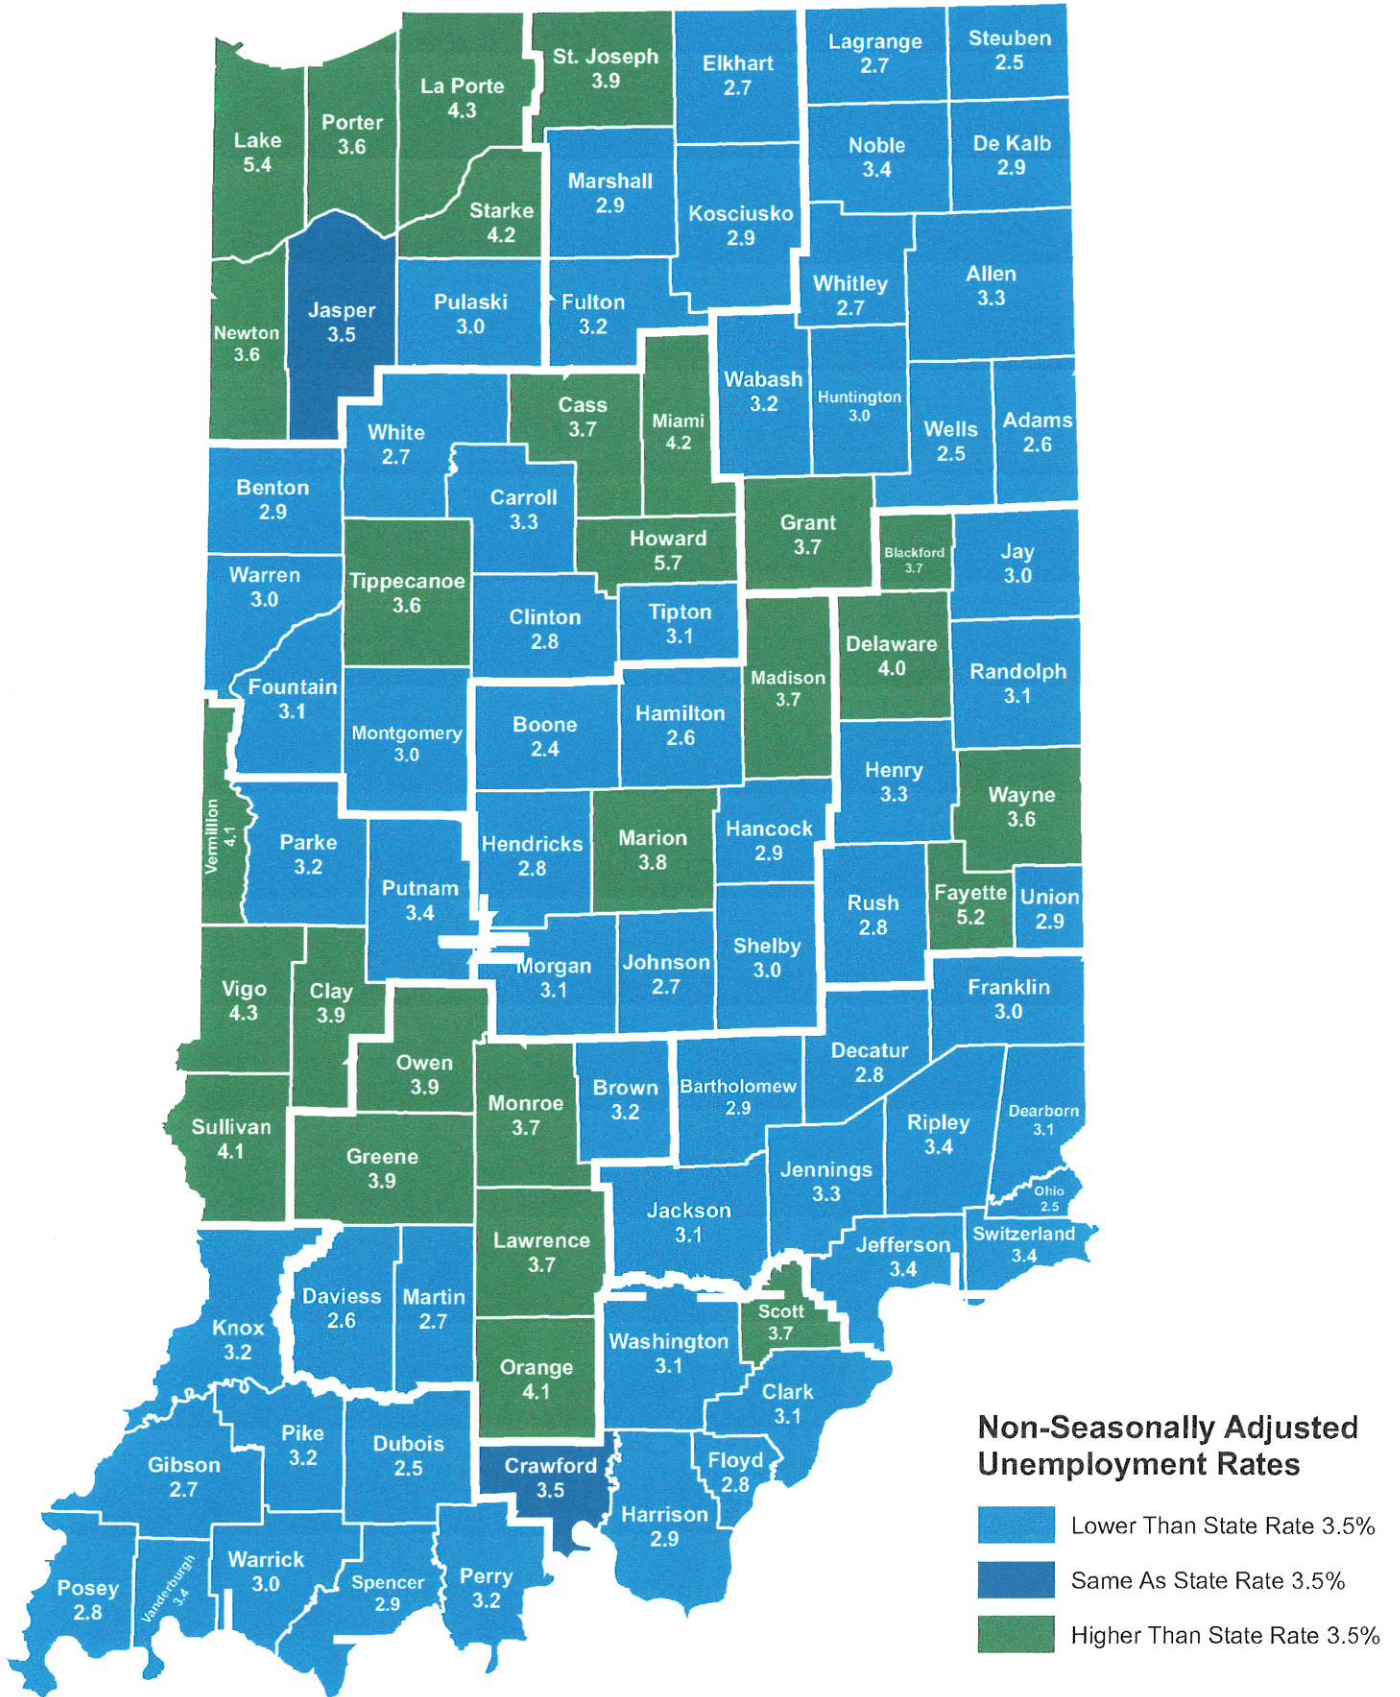 Lake
5.4
Porter
3.6
La Porte
4.3
St. Joseph
3.9
Elkhart
2.7
Lagrange
2.7
Steuben
2.5
Noble
3.4
De Kalb
2.9
Marshall
2.9
Kosciusko
2.9
Starke
4.2
Newton
3.6
Jasper
3.5
Pulaski
3.0
Fulton
3.2
Whitley
2.7
Allen
3.3
White
2.7
Cass
3.7
Miami
4.2
Wabash
3.2
Huntington
3.0
Wells
2.5
Adams
2.6
Benton
2.9
Carroll
3.3
Howard
5.7
Grant
3.7
Blackford
3.7
Jay
3.0
Warren
3.0
Tippecanoe
3.6
Clinton
2.8
Tipton
3.1
Madison
3.7
Delaware
4.0
Randolph
3.1
Fountain
3.1
Montgomery
3.0
Boone
2.4
Hamilton
2.6
Henry
3.3
Wayne
3.6
Vermillion
4.1
Parke
3.2
Putnam
3.4
Hendricks
2.8
Marion
3.8
Hancock
2.9
Rush
2.8
Fayette
5.2
Union
2.9
Vigo
4.3
Clay
3.9
Morgan
3.1
Johnson
2.7
Shelby
3.0
Franklin
3.0
Owen
3.9
Monroe
3.7
Brown
3.2
Bartholomew
2.9
Decatur
2.8
Ripley
3.4
Dearborn
3.1
Sullivan
4.1
Greene
3.9
Jennings
3.3
Ohio
2.5
Jackson
3.1
Lawrence
3.7
Jefferson
3.4
Switzerland
3.4
Knox
3.2
Daviess
2.6
Martin
2.7
Orange
4.1
Washington
3.1
Scott
3.7
Clark
3.1
Gibson
2.7
Pike
3.2
Dubois
2.5
Crawford
3.5
Floyd
2.8
Harrison
2.9
Posey
2.8
Vanderburgh
3.4
Warrick
3.0
Spencer
2.9
Perry
3.2
Non-Seasonally Adjusted
Unemployment Rates
Lower Than State Rate 3.5%
Same As State Rate 3.5%
Higher Than State Rate 3.5%